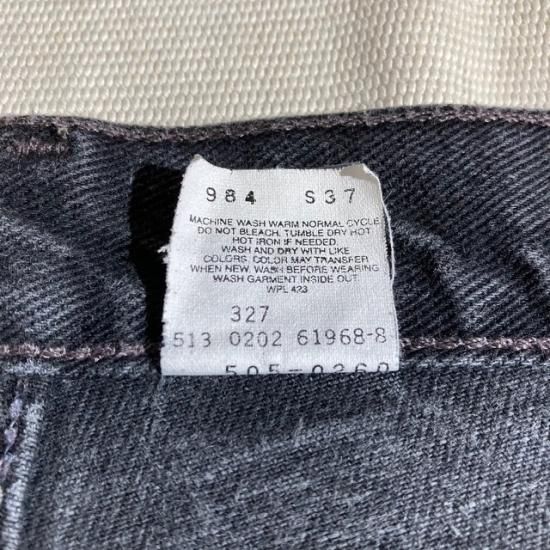 984 S37
MACHINE WASH WARM NORMAL CYCLE
DO NOT BLEACH. TUMBLE DRY HOT
HOT IRON IF NEEDED.
WASH AND DRY WITH LIKE
COLORS. COLOR MAY TRANSFER
WHEN NEW. WASH BEFORE WEARING
WASH GARMENT INSIDE OUT.
WPL 423
327
513 0202 61968-8
505-0260